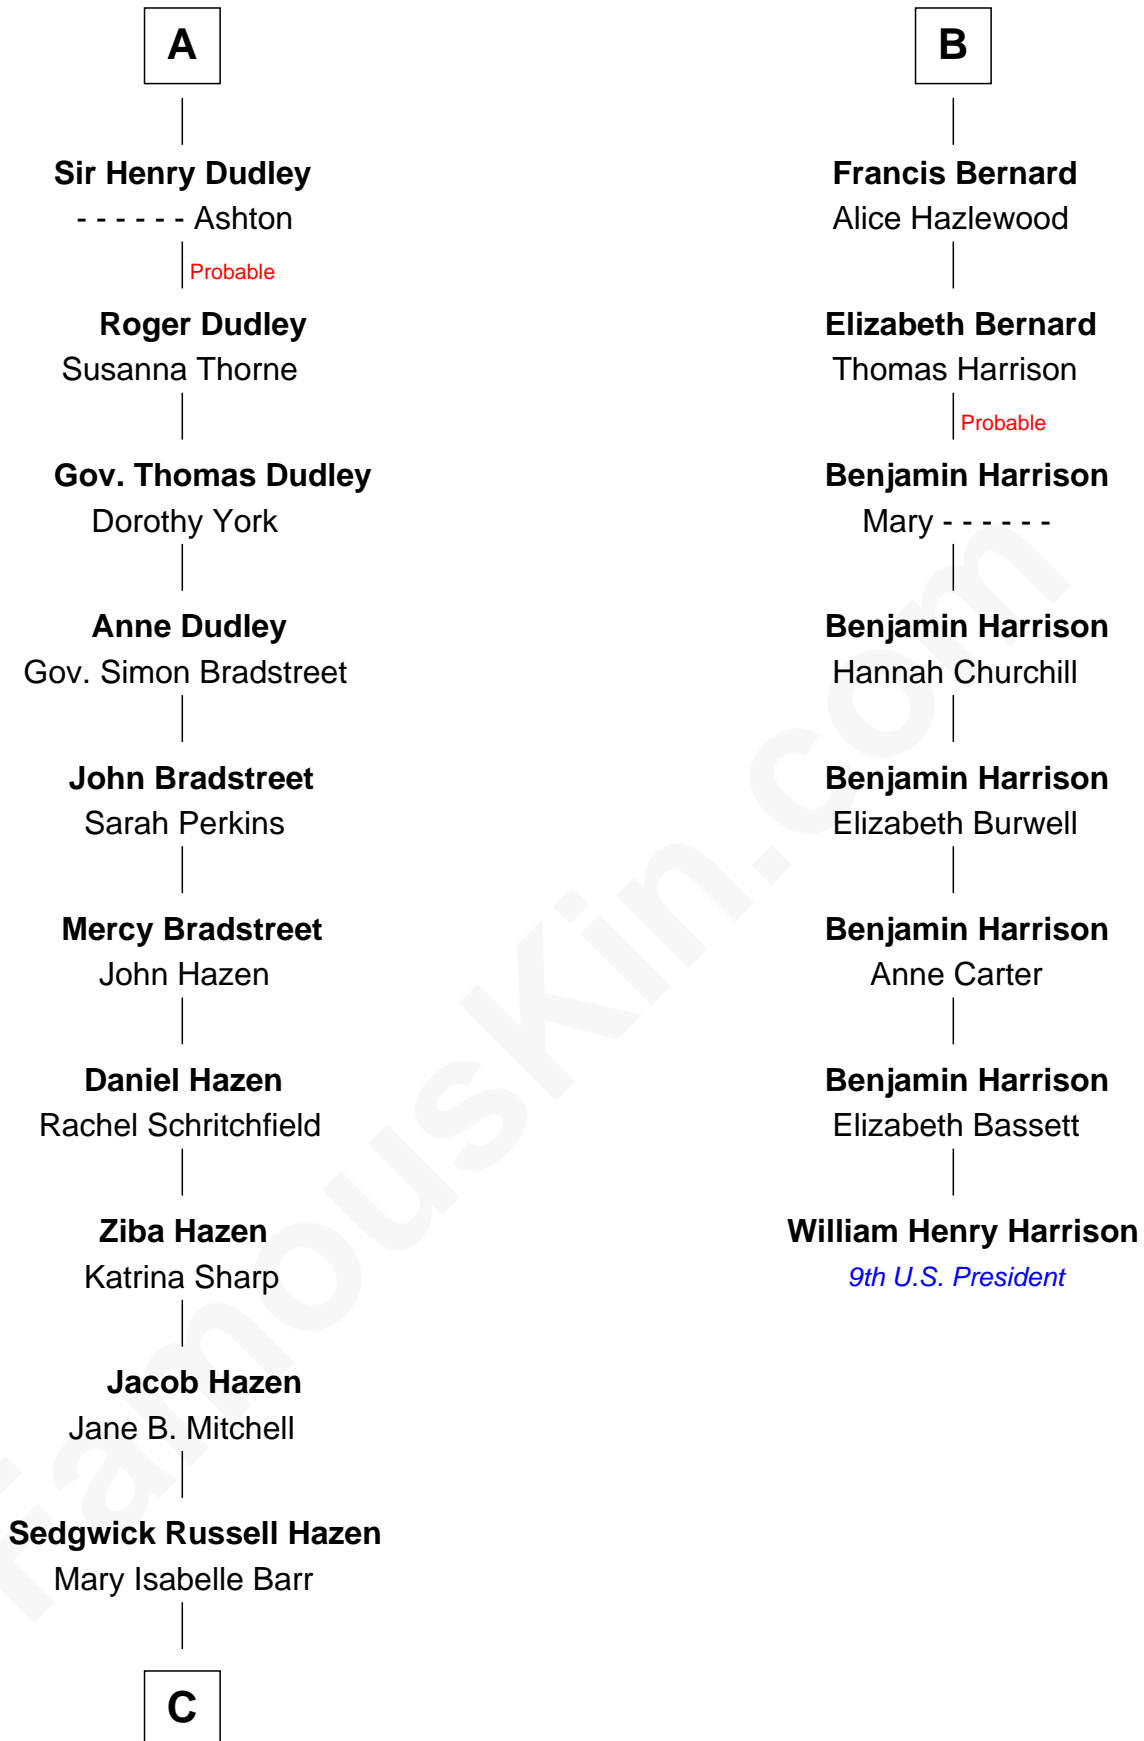 A
Sir Henry Dudley
- - - - - - Ashton
Probable
Roger Dudley
Susanna Thorne
Gov. Thomas Dudley
Dorothy York
Anne Dudley
Gov. Simon Bradstreet
John Bradstreet
Sarah Perkins
Mercy Bradstreet
John Hazen
Daniel Hazen
Rachel Schritchfield
Ziba Hazen
Katrina Sharp
Jacob Hazen
Jane B. Mitchell
Sedgwick Russell Hazen
Mary Isabelle Barr
C
B
Francis Bernard
Alice Hazlewood
Elizabeth Bernard
Thomas Harrison
Probable
Benjamin Harrison
Mary - - - - - -
Benjamin Harrison
Hannah Churchill
Benjamin Harrison
Elizabeth Burwell
Benjamin Harrison
Anne Carter
Benjamin Harrison
Elizabeth Bassett
William Henry Harrison
9th U.S. President
FamousKin.com